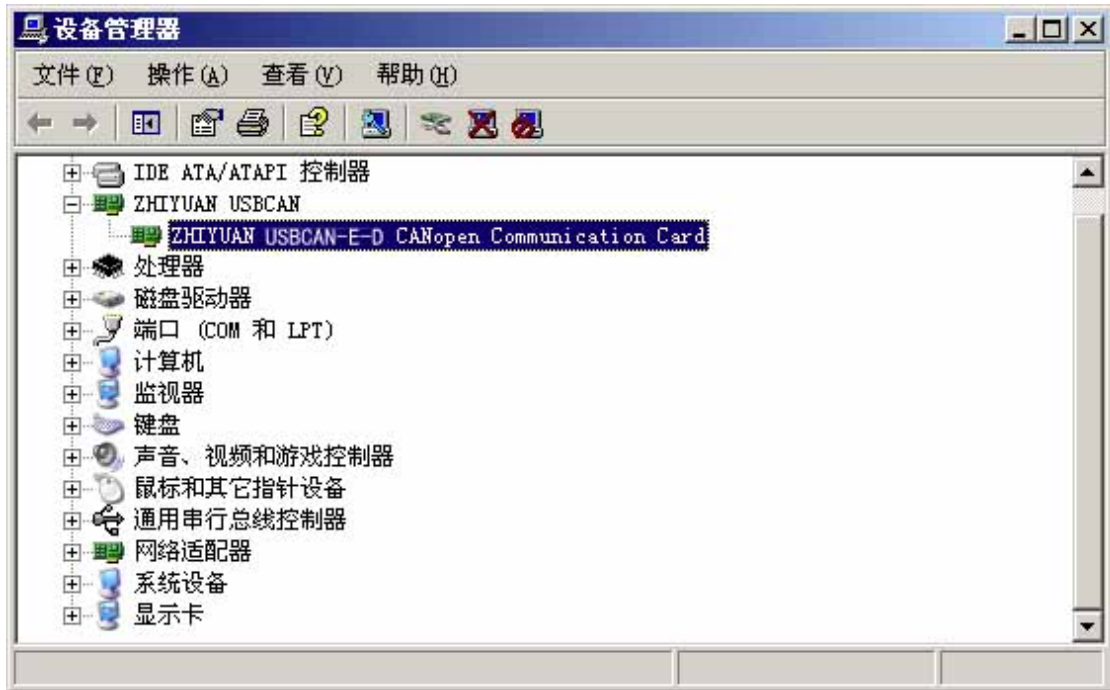 设备管理器
文件(F) 操作(A) 查看(V) 帮助(H)
IDE ATA/ATAPI 控制器
ZHIYUAN USBCAN
ZHIYUAN USBCAN-E-D CANopen Communication Card
处理器
磁盘驱动器
端口 (COM 和 LPT)
计算机
监视器
键盘
声音、视频和游戏控制器
鼠标和其它指针设备
通用串行总线控制器
网络适配器
系统设备
显示卡